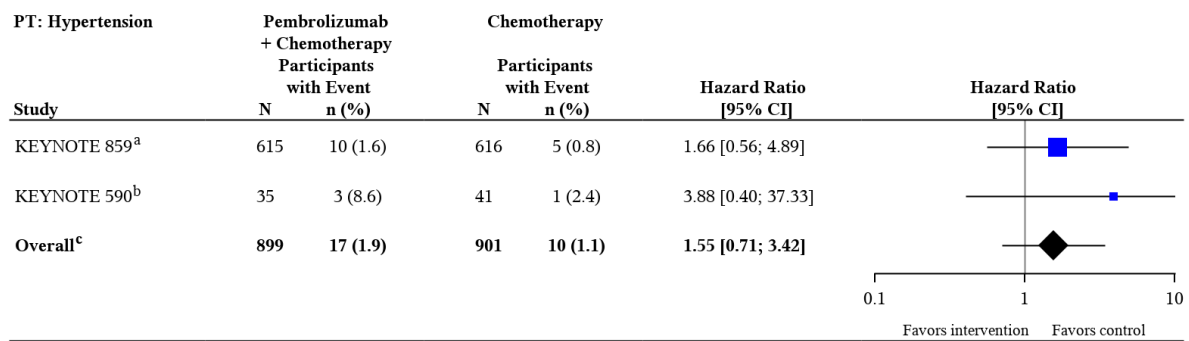 PT: Hypertension Pembrolizumab Chemotherapy
+ Chemotherapy
Participants Participants
with Event with Event Hazard Ratio Hazard Ratio
Study N n (%) N n (%) [95% CI] [95% CI]
KEYNOTE 859a 615 10 (1.6) 616 5 (0.8) 1.66 [0.56; 4.89]
KEYNOTE 590b 35 3 (8.6) 41 1 (2.4) 3.88 [0.40; 37.33]
Overallc 899 17 (1.9) 901 10 (1.1) 1.55 [0.71; 3.42]
0.1 1 10
Favors intervention Favors control